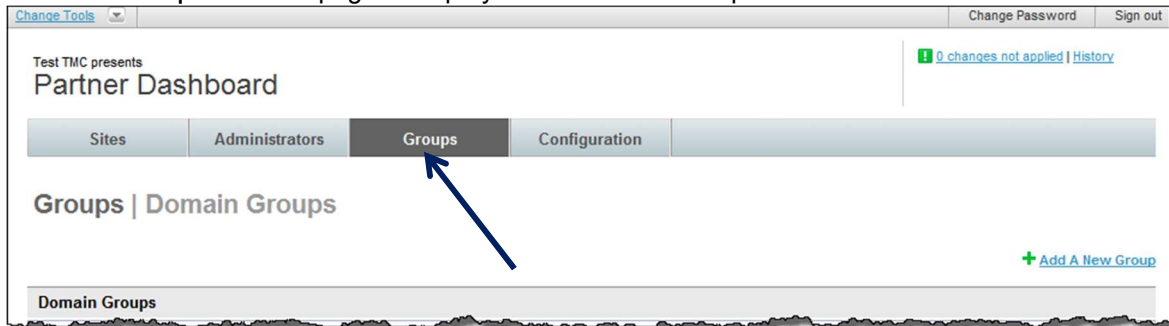 Change Tools
Change Password Sign out
Test TMC presents
Partner Dashboard
! 0 changes not applied | History
Sites Administrators Groups Configuration
Groups | Domain Groups
+ Add A New Group
Domain Groups